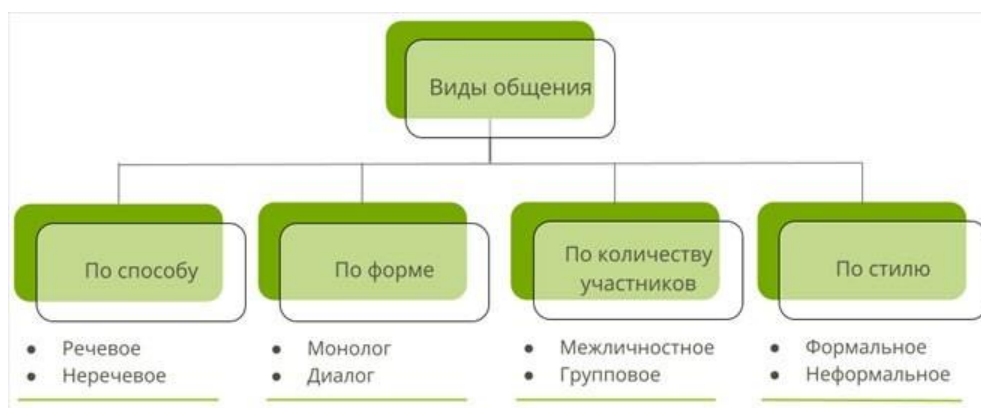 Виды общения
По способу
Речевое
Неречевое
По форме
Монолог
Диалог
По количеству
участников
Межличностное
Групповое
По стилю
Формальное
Неформальное